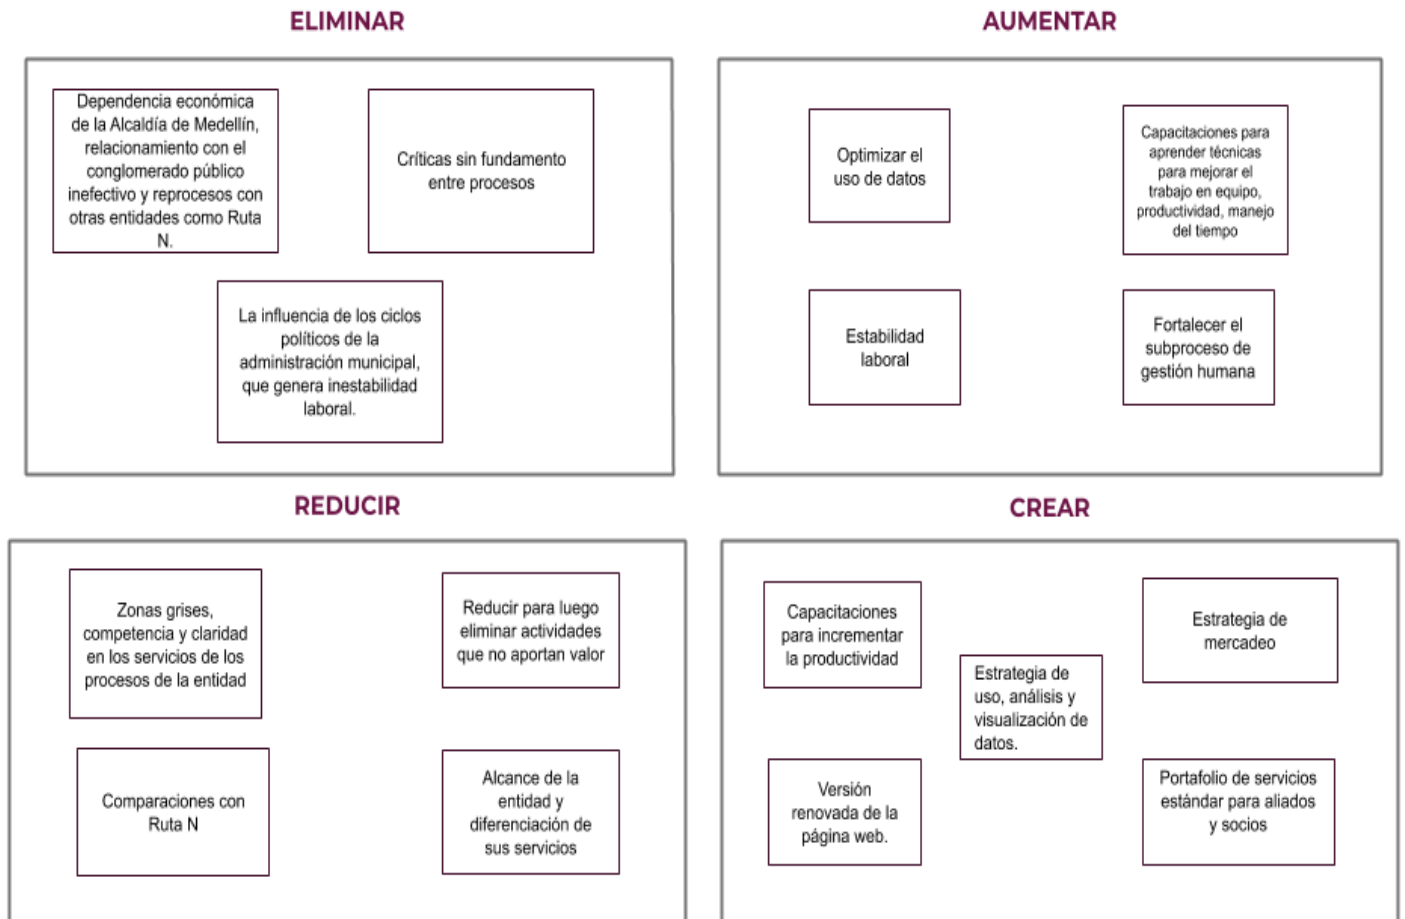 ELIMINAR
Dependencia económica
de la Alcaldía de Medellín,
relacionamiento con el
conglomerado público
inefectivo y reprocesos con
otras entidades como Ruta
N.
Críticas sin fundamento
entre procesos
La influencia de los ciclos
políticos de la
administración municipal,
que genera inestabilidad
laboral.
AUMENTAR
Optimizar el
uso de datos
Capacitaciones para
aprender técnicas
para mejorar el
trabajo en equipo,
productividad, manejo
del tiempo
Estabilidad
laboral
Fortalecer el
subproceso de
gestión humana
REDUCIR
Zonas grises,
competencia y claridad
en los servicios de los
procesos de la entidad
Reducir para luego
eliminar actividades
que no aportan valor
Comparaciones con
Ruta N
Alcance de la
entidad y
diferenciación de
sus servicios
CREAR
Capacitaciones
para incrementar
la productividad
Estrategia de
mercadeo
Estrategia de
uso, análisis y
visualización de
datos.
Versión
renovada de la
página web.
Portafolio de servicios
estándar para aliados
y socios